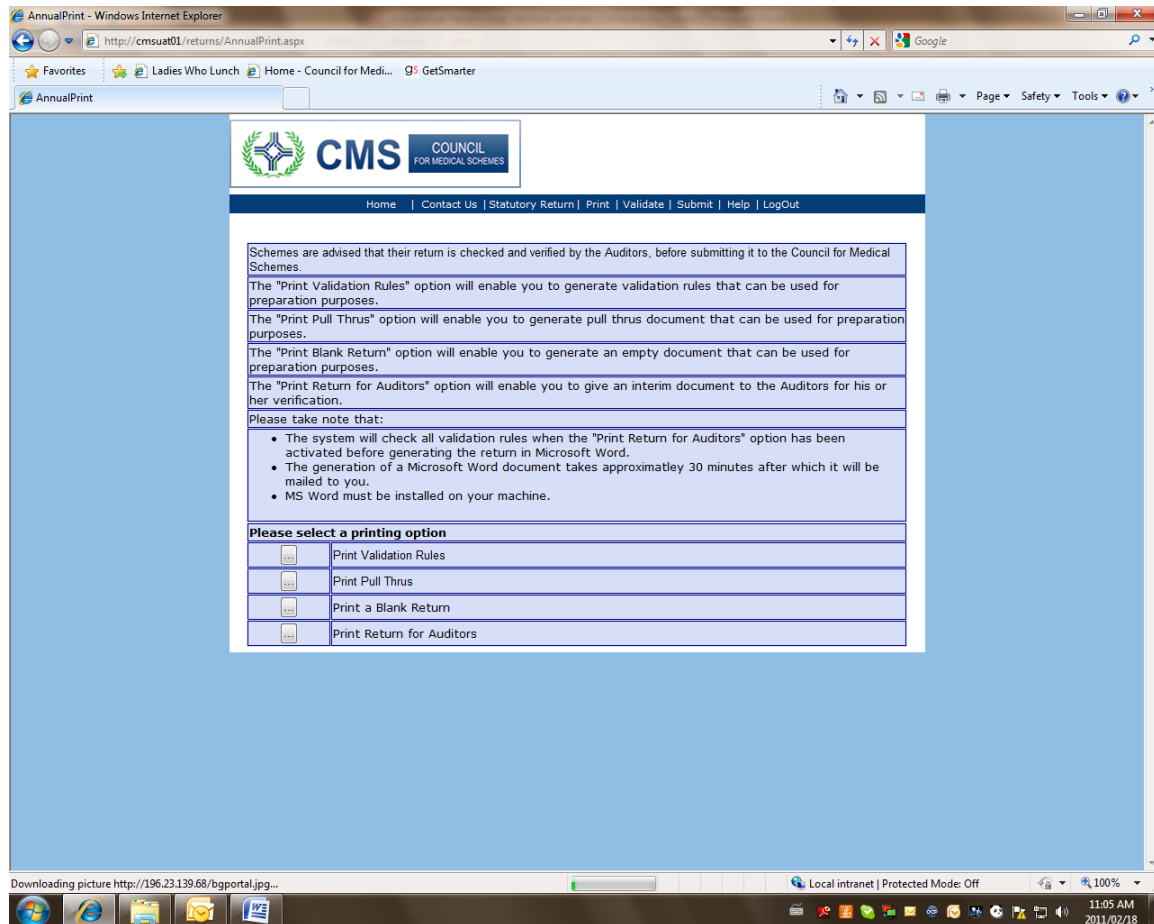 AnnualPrint - Windows Internet Explorer
http://cmsuat01/returns/AnnualPrint.aspx
Google
Favorites Ladies Who Lunch Home - Council for Medi... gs GetSmarter
AnnualPrint
Page Safety Tools
CMS COUNCIL
FOR MEDICAL SCHEMES
Home | Contact Us |Statutory Return| Print | Validate | Submit | Help | LogOut
Schemes are advised that their return is checked and verified by the Auditors, before submitting it to the Council for Medical
Schemes.
The "Print Validation Rules" option will enable you to generate validation rules that can be used for
preparation purposes.
The "Print Pull Thrus" option will enable you to generate pull thrus document that can be used for preparation
purposes.
The "Print Blank Return" option will enable you to generate an empty document that can be used for
preparation purposes.
The "Print Return for Auditors" option will enable you to give an interim document to the Auditors for his or
her verification.
Please take note that:
• The system will check all validation rules when the "Print Return for Auditors" option has been
activated before generating the return in Microsoft Word.
• The generation of a Microsoft Word document takes approximatley 30 minutes after which it will be
mailed to you.
• MS Word must be installed on your machine.
Please select a printing option
... Print Validation Rules
... Print Pull Thrus
... Print a Blank Return
... Print Return for Auditors
Downloading picture http://196.23.139.68/bgportal.jpg...
Local intranet | Protected Mode: Off
100%
11:05 AM
2011/02/18